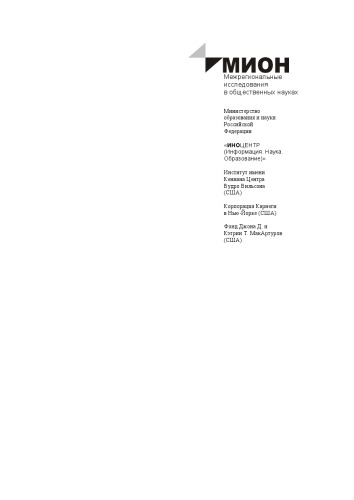 МИОН
Межрегиональные
исследования
в общественных науках
Министерство
образования и науки
Российской
Федерации
«ИНОЦЕНТР
(Информация. Наука.
Образование)»
Институт имени
Кеннана Центра
Вудро Вильсона
(США)
Корпорация Карнеги
в Нью-Йорке (США)
Фонд Джона Д. и
Кэтрин Т. МакАртуров
(США)